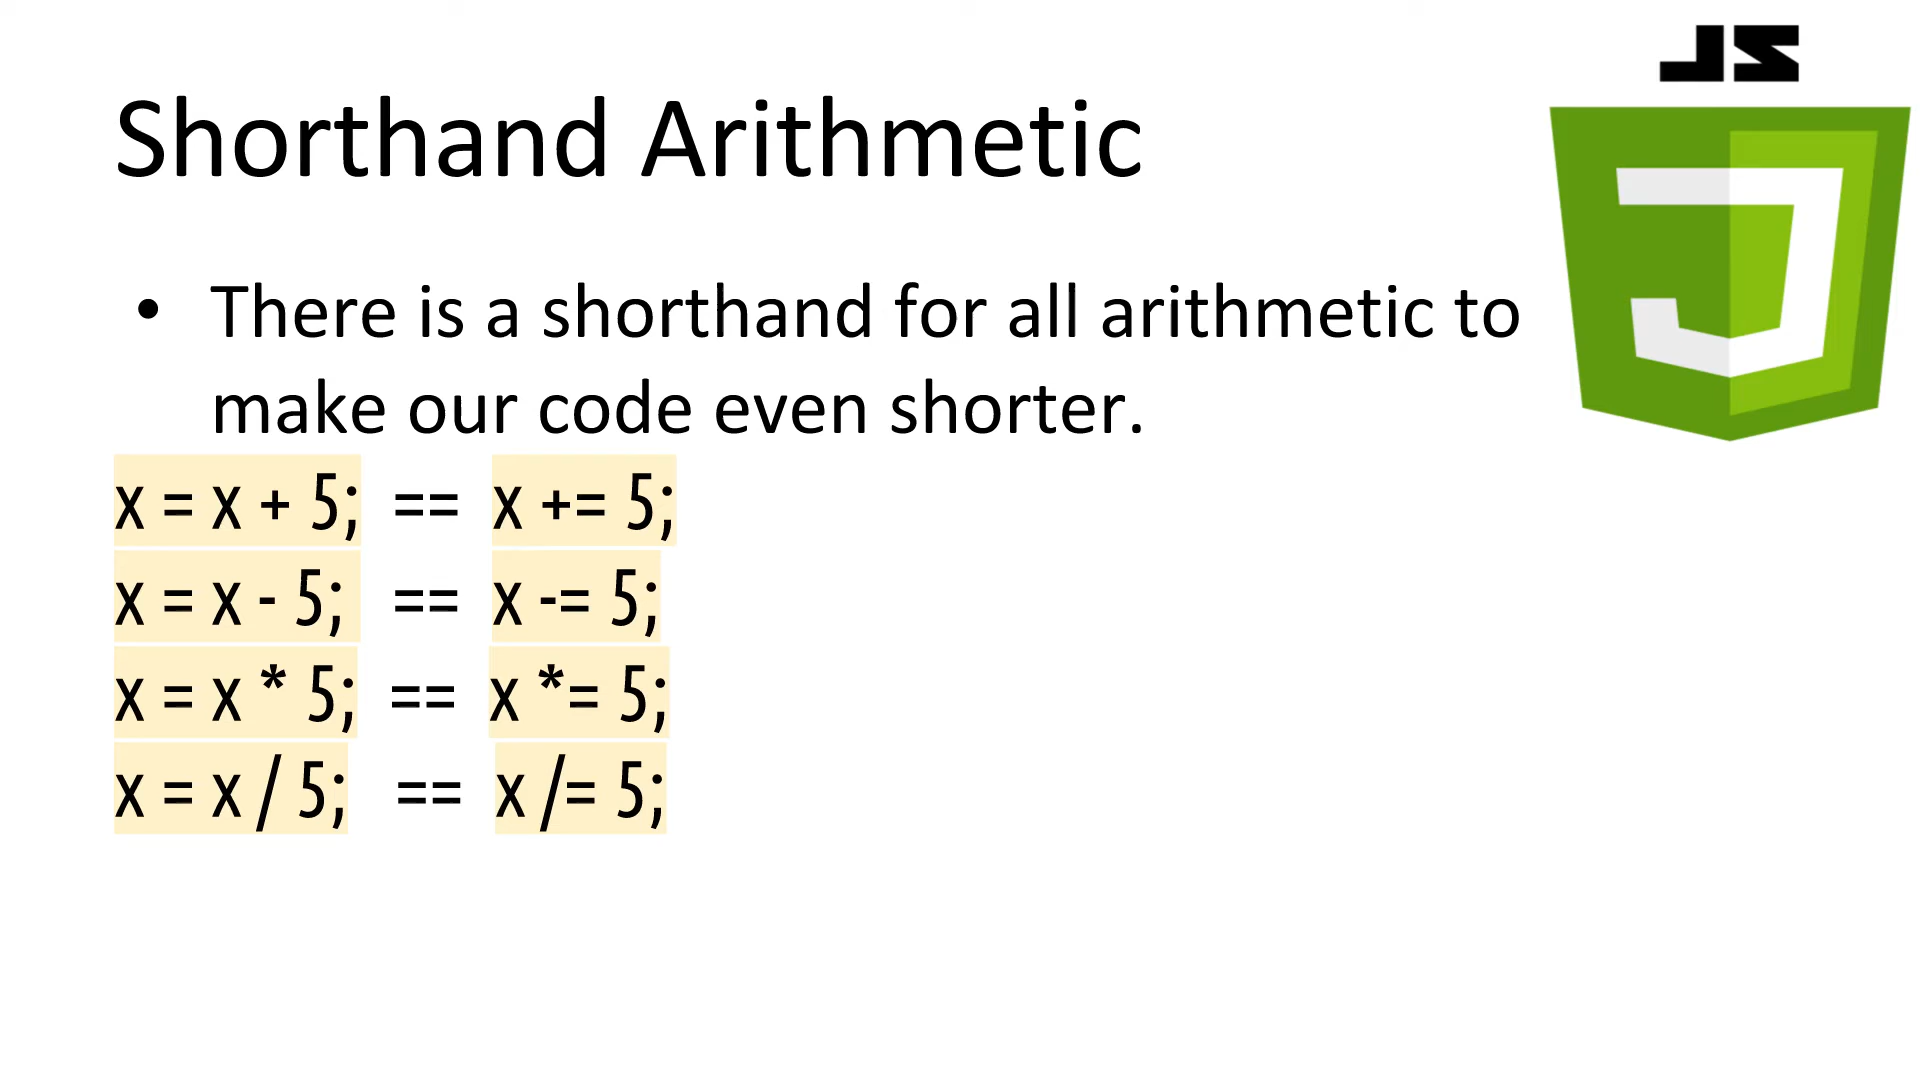 JS
Shorthand Arithmetic
• There is a shorthand for all arithmetic to
make our code even shorter.
x = x + 5; == x += 5;
x = x - 5; == x -= 5;
x = x * 5; == x *= 5;
x = x / 5; == x /= 5;